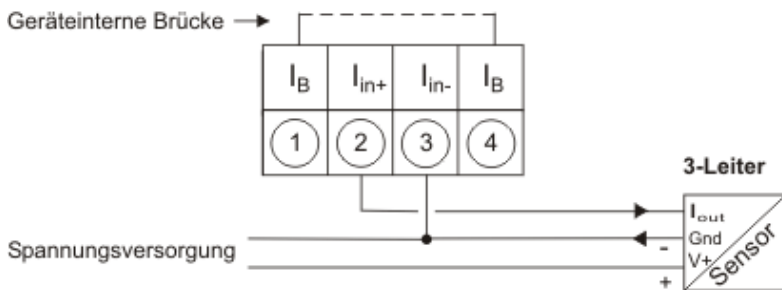 Geräteinterne Brücke
I_B I_in+ I_in- I_B
1 2 3 4
3-Leiter
I_out
Spannungsversorgung
- Gnd
V+
+
Sensor